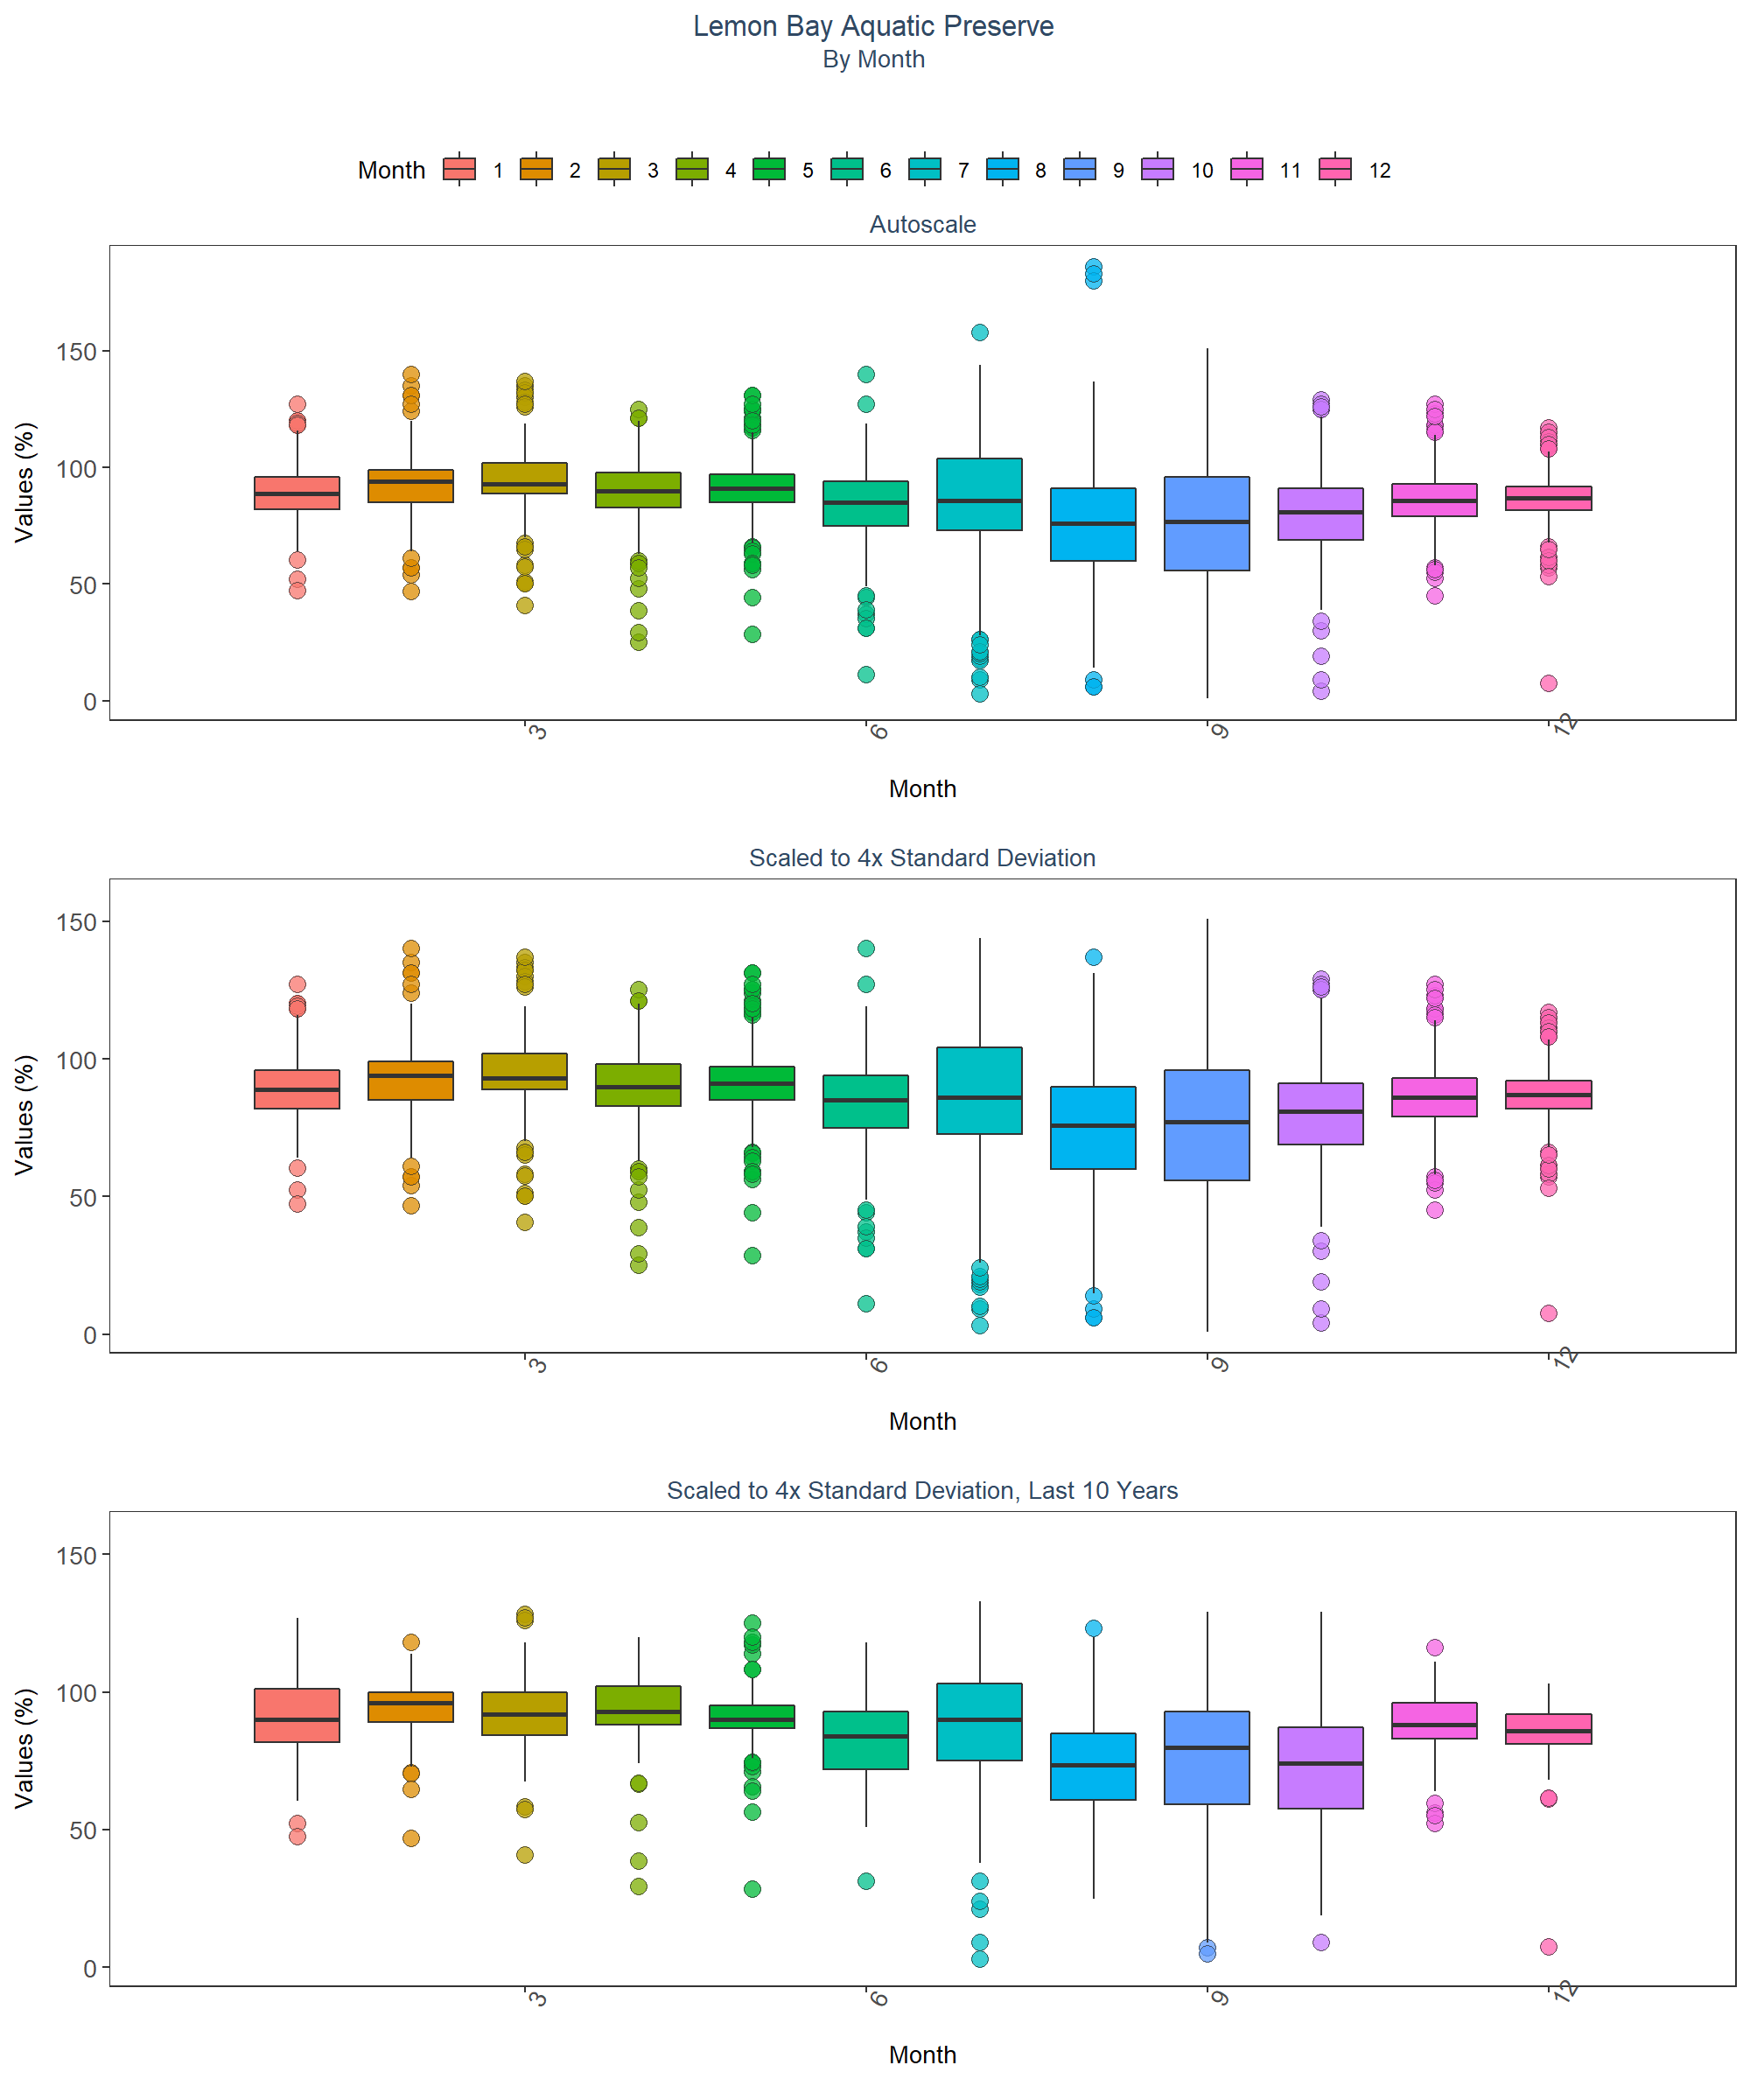 Lemon Bay Aquatic Preserve
By Month
Month 1 2 3 4 5 6 7 8 9 10 11 12
Autoscale
Values (%)
150
100
50
0
3 6 9 12
Month
Scaled to 4x Standard Deviation
Values (%)
150
100
50
0
3 6 9 12
Month
Scaled to 4x Standard Deviation, Last 10 Years
Values (%)
150
100
50
0
3 6 9 12
Month